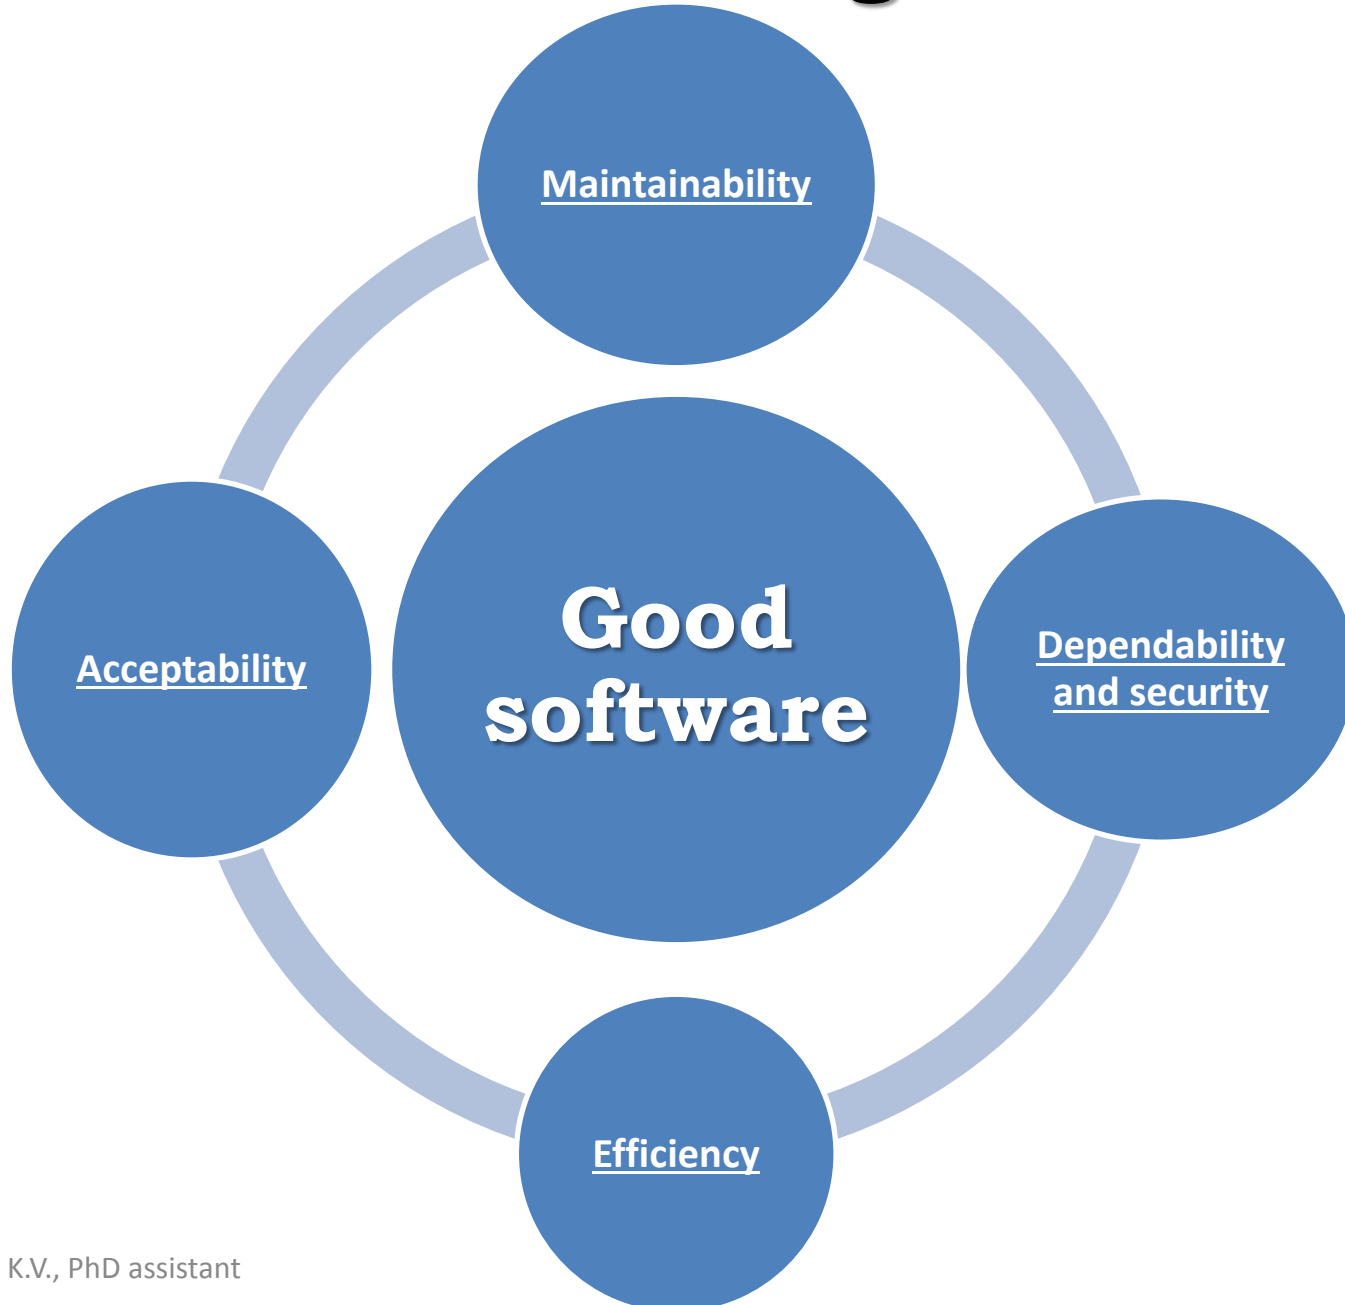 Maintainability
Good
software
Acceptability
Dependability
and security
Efficiency
K.V., PhD assistant